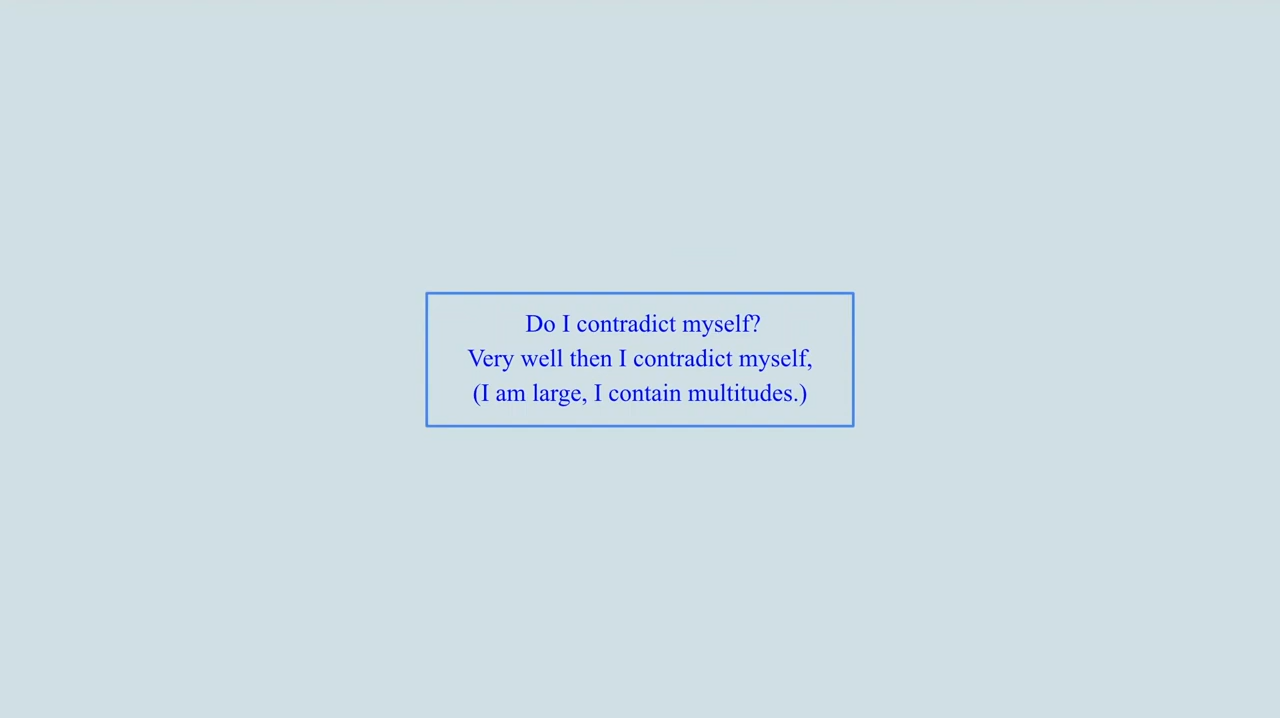 Do I contradict myself?
Very well then I contradict myself,
(I am large, I contain multitudes.)